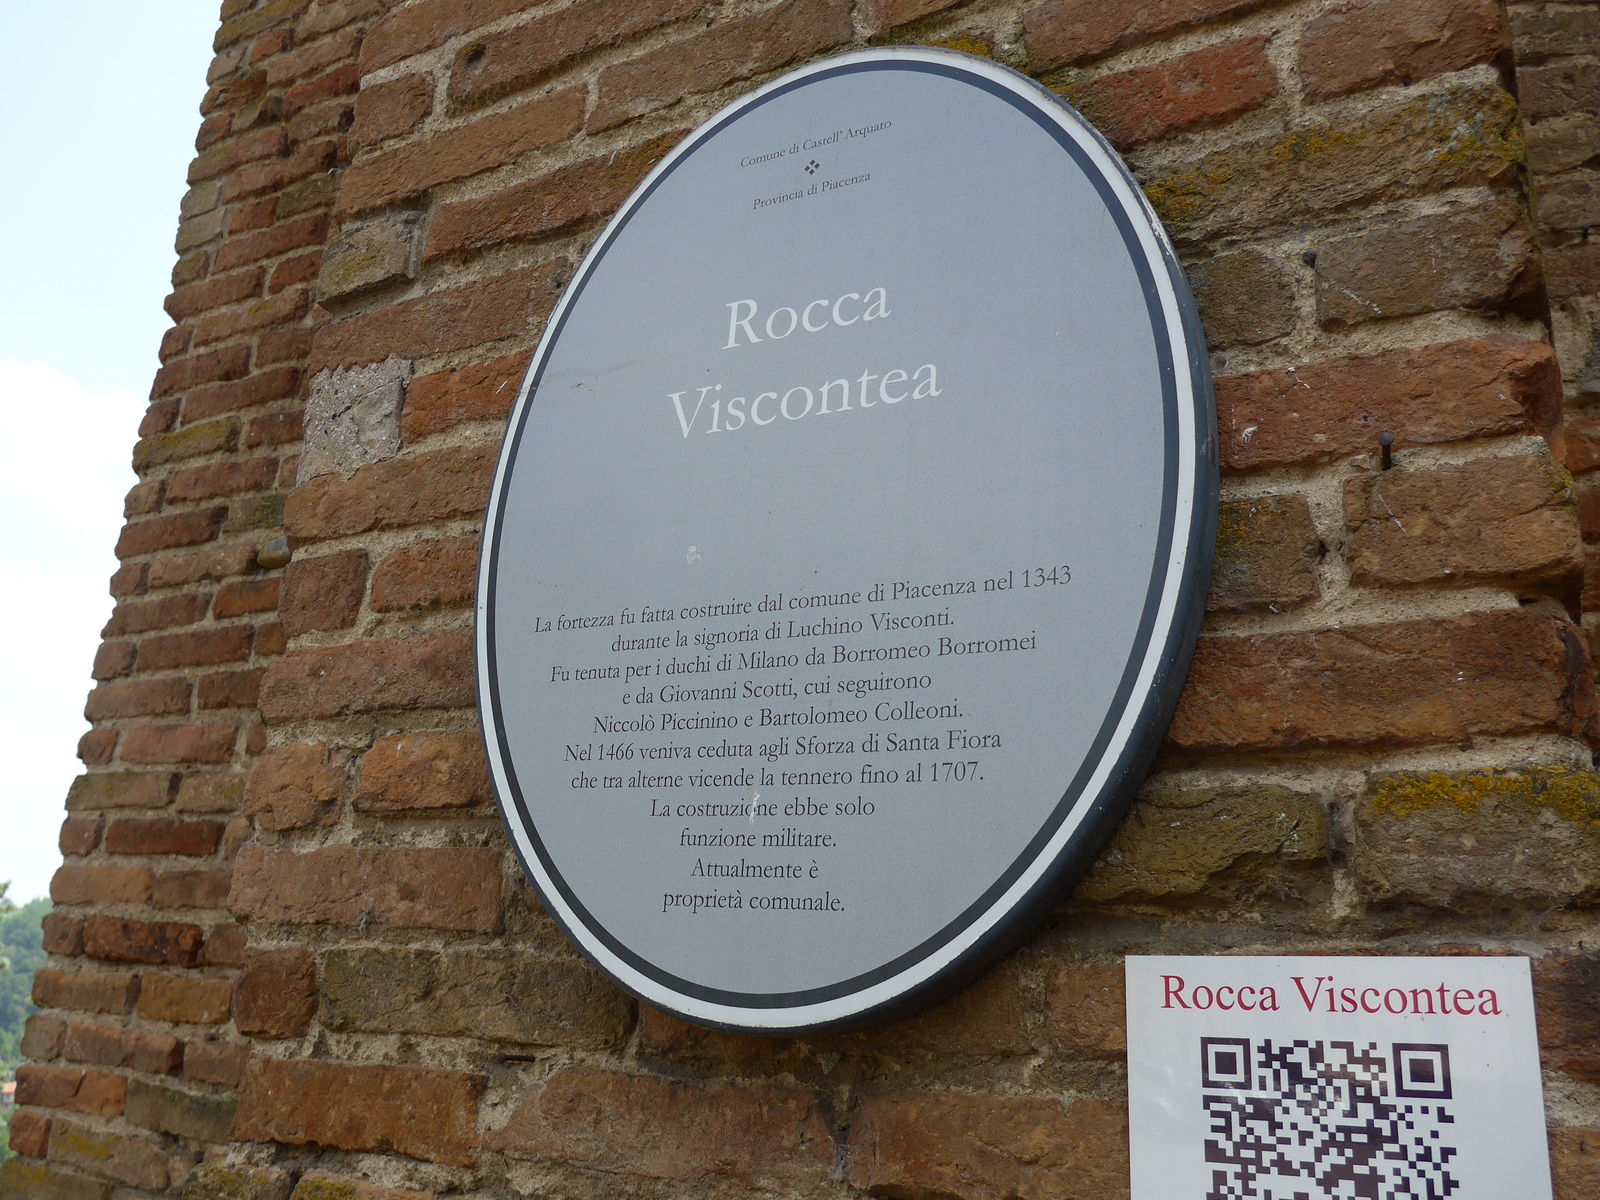 Comune di Castell' Arquato
Provincia di Piacenza
Rocca
Viscontea
La fortezza fu fatta costruire dal comune di Piacenza nel 1343
durante la signoria di Luchino Visconti.
Fu tenuta per i duchi di Milano da Borromeo Borromei
e da Giovanni Scotti, cui seguirono
Niccolò Piccinino e Bartolomeo Colleoni.
Nel 1466 veniva ceduta agli Sforza di Santa Fiora
che tra alterne vicende la tennero fino al 1707.
La costruzione ebbe solo
funzione militare.
Attualmente è
proprietà comunale.
Rocca Viscontea